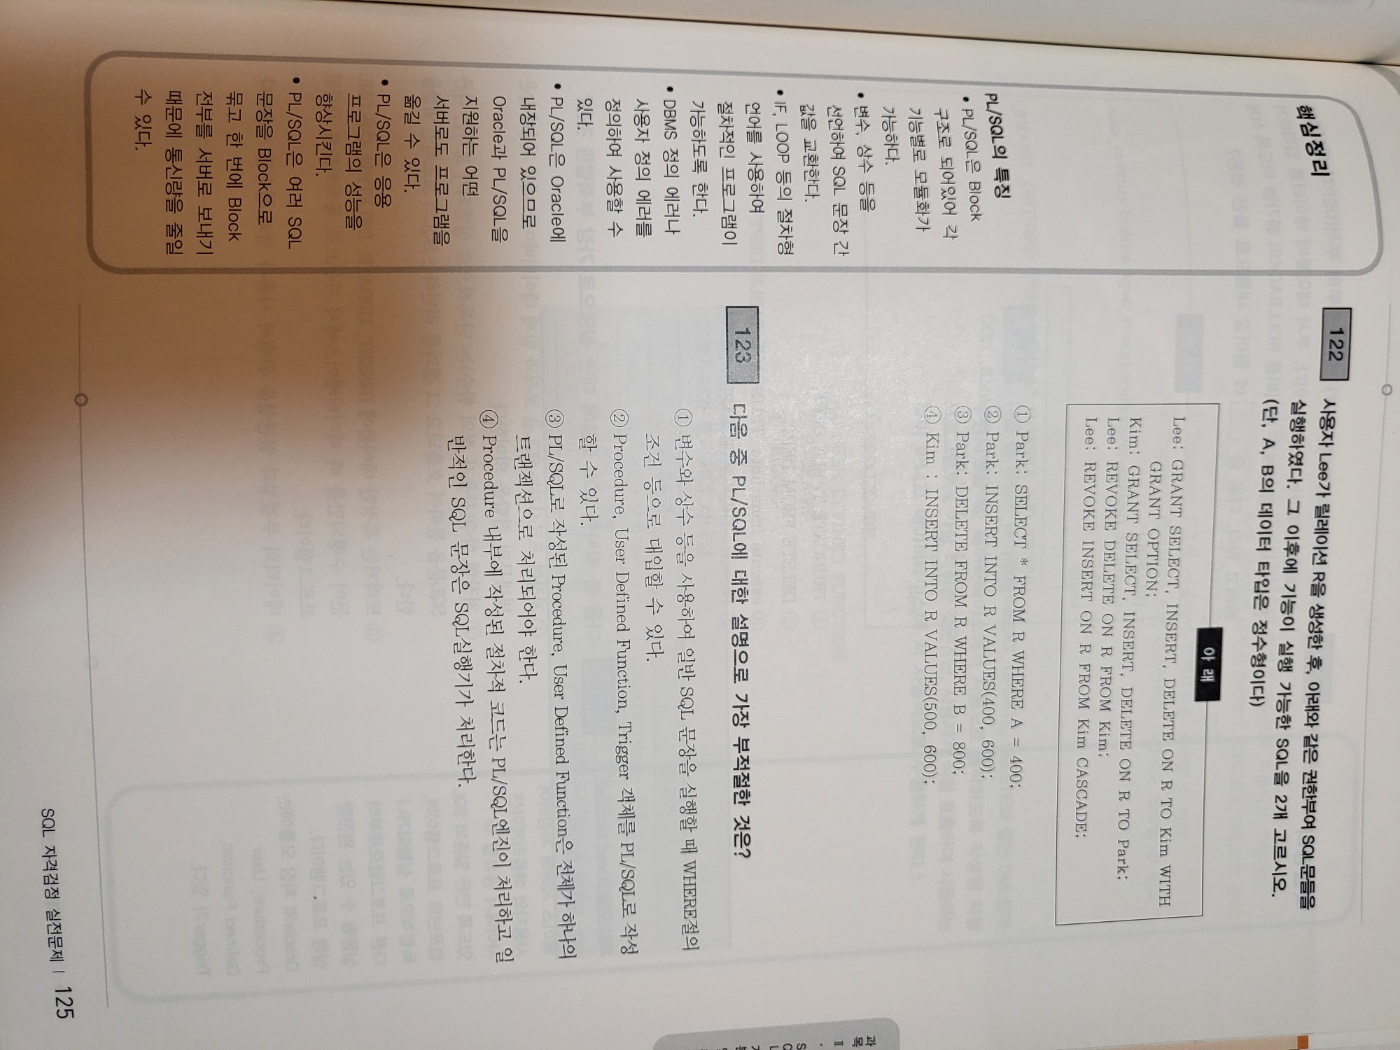 핵심정리
PL/SQL의 특징
• PL/SQL은 Block
구조로 되어있어 각
기능별로 모듈화가
가능하다.
• 변수, 상수 등을
선언하여 SQL 문장 간
값을 교환한다.
• IF, LOOP 등의 절차형
언어를 사용하여
절차적인 프로그램이
가능하도록 한다.
• DBMS 정의 에러나
사용자 정의 에러를
정의하여 사용할 수
있다.
• PL/SQL은 Oracle에
내장되어 있으므로
Oracle과 PL/SQL을
지원하는 어떤
서버로도 프로그램을
옮길 수 있다.
• PL/SQL은 응용
프로그램의 성능을
향상시킨다.
• PL/SQL은 여러 SQL
문장을 Block으로
묶고 한 번에 Block
전부를 서버로 보내기
때문에 통신량을 줄일
수 있다.
122 사용자 Lee가 릴레이션 R을 생성한 후, 아래와 같은 권한부여 SQL문들을
실행하였다. 그 이후에 기능이 실행 가능한 SQL을 2개 고르시오.
(단, A, B의 데이터 타입은 정수형이다)
아 래
Lee: GRANT SELECT, INSERT, DELETE ON R TO Kim WITH
GRANT OPTION;
Kim: GRANT SELECT, INSERT, DELETE ON R TO Park;
Lee: REVOKE DELETE ON R FROM Kim;
Lee: REVOKE INSERT ON R FROM Kim CASCADE;
① Park: SELECT * FROM R WHERE A = 400;
② Park: INSERT INTO R VALUES(400, 600);
③ Park: DELETE FROM R WHERE B = 800;
④ Kim : INSERT INTO R VALUES(500, 600);
123 다음 중 PL/SQL에 대한 설명으로 가장 부적절한 것은?
① 변수와 상수 등을 사용하여 일반 SQL 문장을 실행할 때 WHERE절의
조건 등으로 대입할 수 있다.
② Procedure, User Defined Function, Trigger 객체를 PL/SQL로 작성
할 수 있다.
③ PL/SQL로 작성된 Procedure, User Defined Function은 전체가 하나의
트랜잭션으로 처리되어야 한다.
④ Procedure 내부에 작성된 절차적 코드는 PL/SQL엔진이 처리하고 일
반적인 SQL 문장은 SQL실행기가 처리한다.
SQL 자격검정 실전문제 | 125
과목 Ⅱ